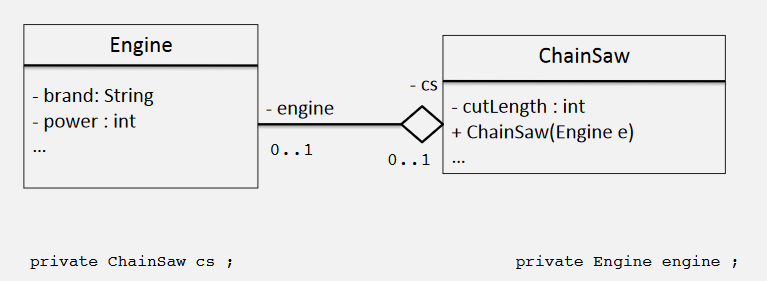 Engine
- brand: String
- power : int
...
- engine
0..1
- cs
0..1
ChainSaw
- cutLength : int
+ ChainSaw(Engine e)
...
private ChainSaw cs ;
private Engine engine ;